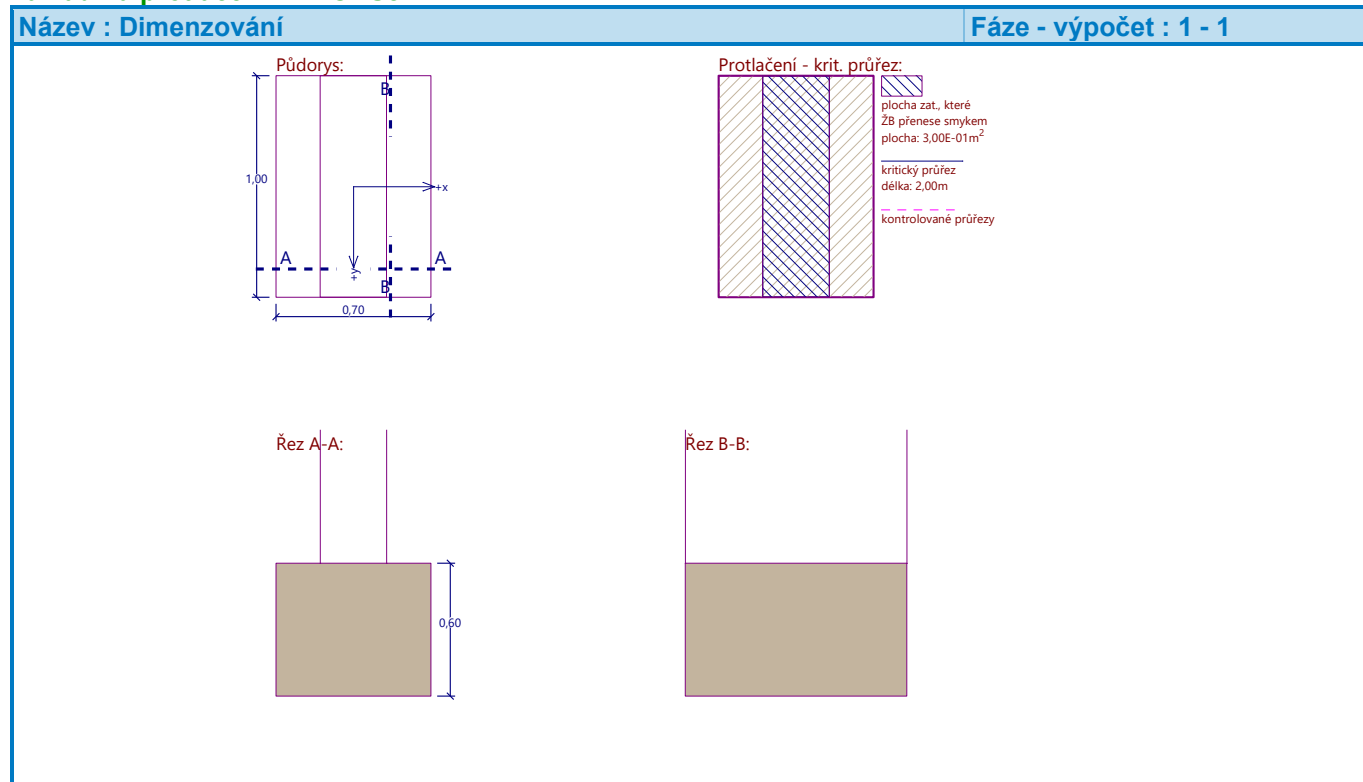 Název : Dimenzování
Fáze - výpočet : 1 - 1
Půdorys:
B
1,00
+x
A
A
+y
B
0,70
Protlačení - krit. průřez:
plocha zat., které
ŽB přenese smykem
plocha: 3,00E-01m²
kritický průřez
délka: 2,00m
kontrolované průřezy
Řez A-A:
0,60
Řez B-B: